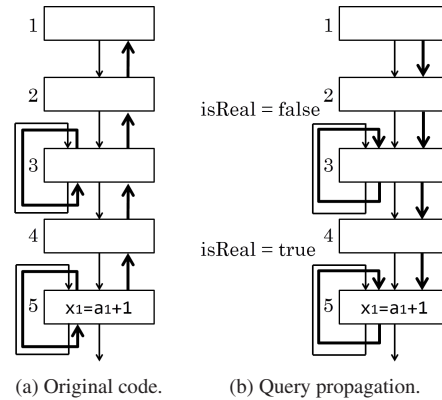 1
2
3
4
5
x1=a1+1
(a) Original code.
1
2
isReal = false
3
4
isReal = true
5
x1=a1+1
(b) Query propagation.